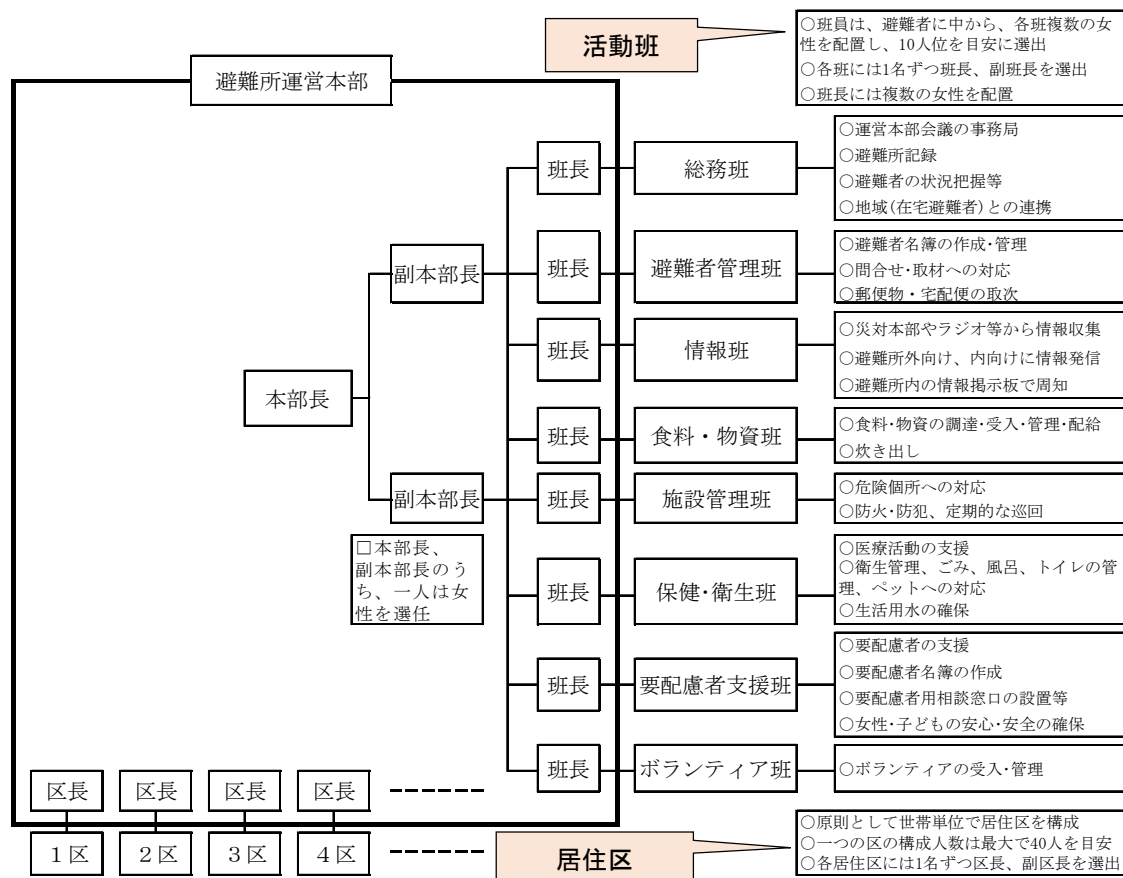 活動班
○班員は、避難者に中から、各班複数の女
性を配置し、10人位を目安に選出
○各班には1名ずつ班長、副班長を選出
○班長には複数の女性を配置
避難所運営本部
班長
総務班
○運営本部会議の事務局
○避難所記録
○避難者の状況把握等
○地域(在宅避難者)との連携
副本部長
班長
避難者管理班
○避難者名簿の作成・管理
○問合せ・取材への対応
○郵便物・宅配便の取次
班長
情報班
○災対本部やラジオ等から情報収集
○避難所外向け、内向けに情報発信
○避難所内の情報掲示板で周知
本部長
班長
食料・物資班
○食料・物資の調達・受入・管理・配給
○炊き出し
副本部長
班長
施設管理班
○危険個所への対応
○防火・防犯、定期的な巡回
□本部長、
副本部長のう
ち、一人は女
性を選任
班長
保健・衛生班
○医療活動の支援
○衛生管理、ごみ、風呂、トイレの管
理、ペットへの対応
○生活用水の確保
班長
要配慮者支援班
○要配慮者の支援
○要配慮者名簿の作成
○要配慮者用相談窓口の設置等
○女性・子どもの安心・安全の確保
班長
ボランティア班
○ボランティアの受入・管理
区長
区長
区長
区長
1区
2区
3区
4区
居住区
○原則として世帯単位で居住区を構成
○一つの区の構成人数は最大で40人を目安
○各居住区には1名ずつ区長、副区長を選出